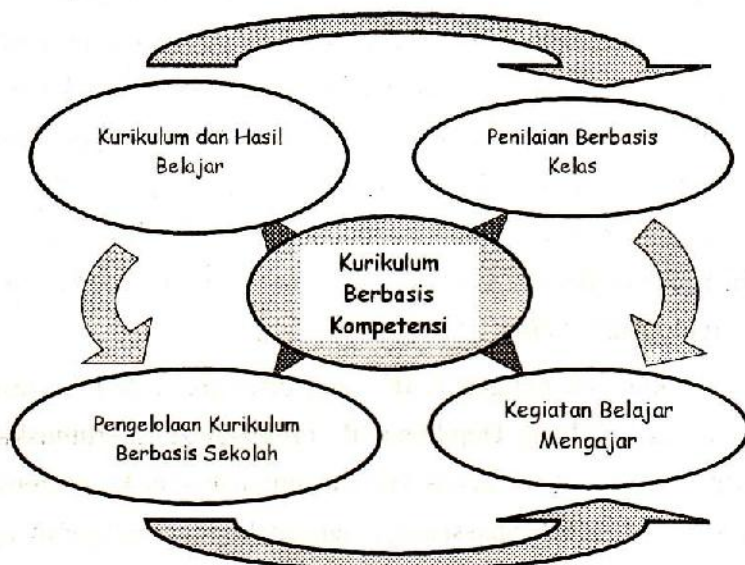 Kurikulum dan Hasil
Belajar
Penilaian Berbasis
Kelas
Kurikulum
Berbasis
Kompetensi
Pengelolaan Kurikulum
Berbasis Sekolah
Kegiatan Belajar
Mengajar